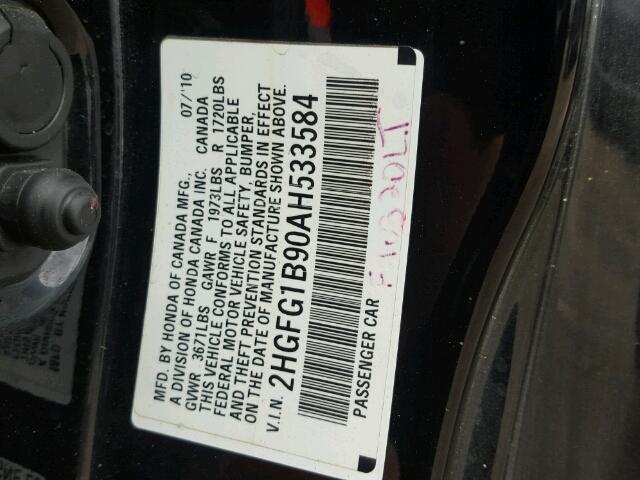 MFD. BY HONDA OF CANADA MFG., 07/'10
A DIVISION OF HONDA CANADA INC. CANADA
GVWR 3671LBS GAWR F 1973LBS R 1720LBS
THIS VEHICLE CONFORMS TO ALL APPLICABLE
FEDERAL MOTOR VEHICLE SAFETY, BUMPER,
AND THEFT PREVENTION STANDARDS IN EFFECT
ON THE DATE OF MANUFACTURE SHOWN ABOVE.
V.I.N. 2HGFG1B90AH533584
PASSENGER CAR